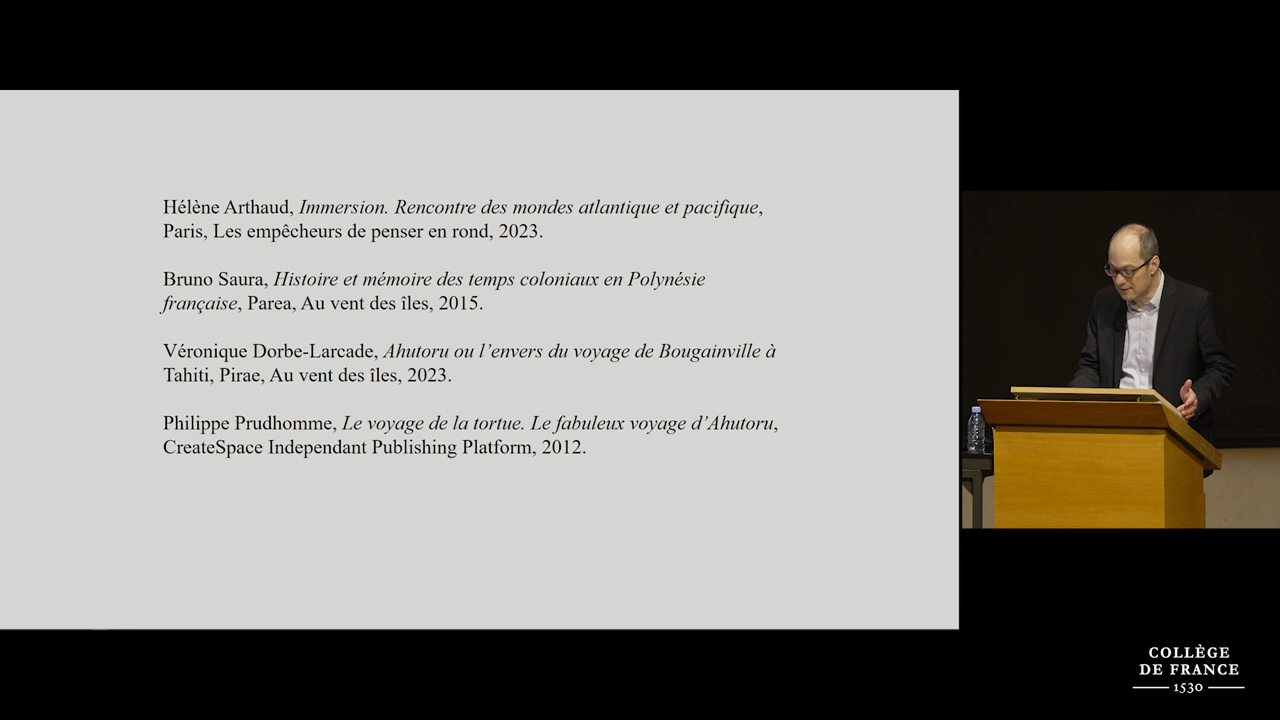 Hélène Arthaud, Immersion. Rencontre des mondes atlantique et pacifique,
Paris, Les empêcheurs de penser en rond, 2023.
Bruno Saura, Histoire et mémoire des temps coloniaux en Polynésie
française, Parea, Au vent des îles, 2015.
Véronique Dorbe-Larcade, Ahutoru ou l’envers du voyage de Bougainville à
Tahiti, Pirae, Au vent des îles, 2023.
Philippe Prudhomme, Le voyage de la tortue. Le fabuleux voyage d’Ahutoru,
CreateSpace Independant Publishing Platform, 2012.
COLLÈGE
DE FRANCE
1530